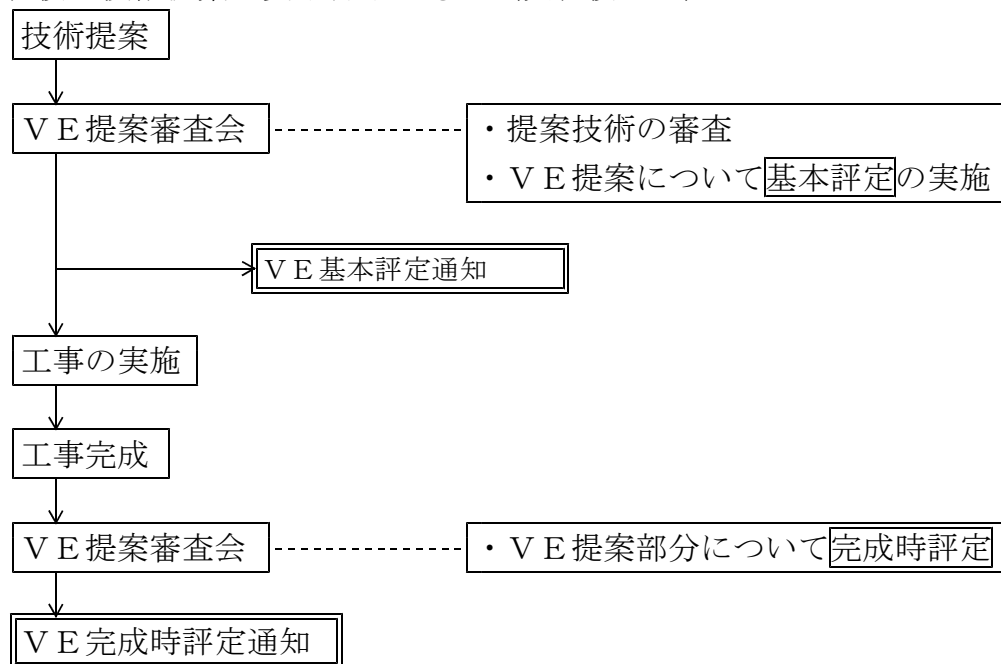 技術提案
ＶＥ提案審査会
・提案技術の審査
・ＶＥ提案について基本評定の実施
ＶＥ基本評定通知
工事の実施
工事完成
ＶＥ提案審査会
・ＶＥ提案部分について完成時評定
ＶＥ完成時評定通知